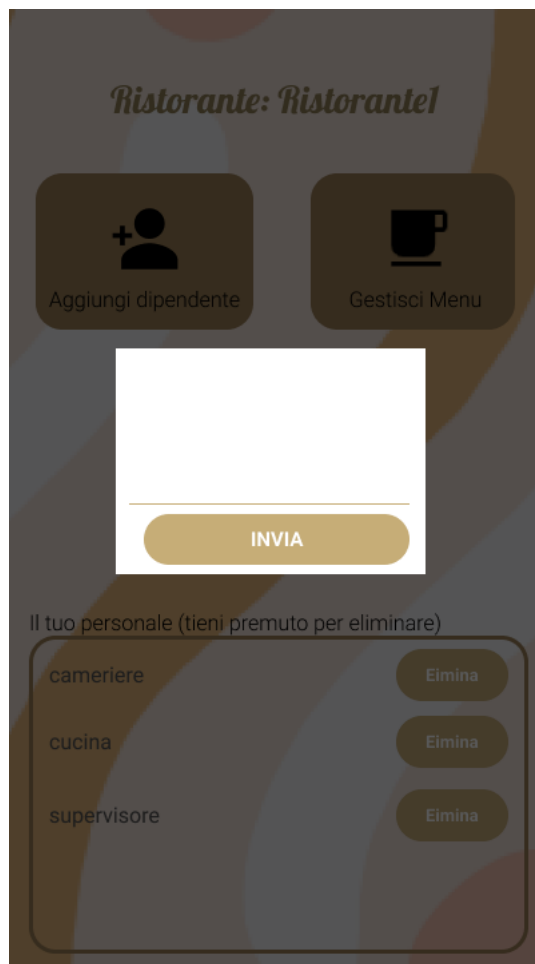 Ristorante: Ristorante1
Aggiungi dipendente
Gestisci Menu
INVIA
Il tuo personale (tieni premuto per eliminare)
cameriere
Eimina
cucina
Eimina
supervisore
Eimina